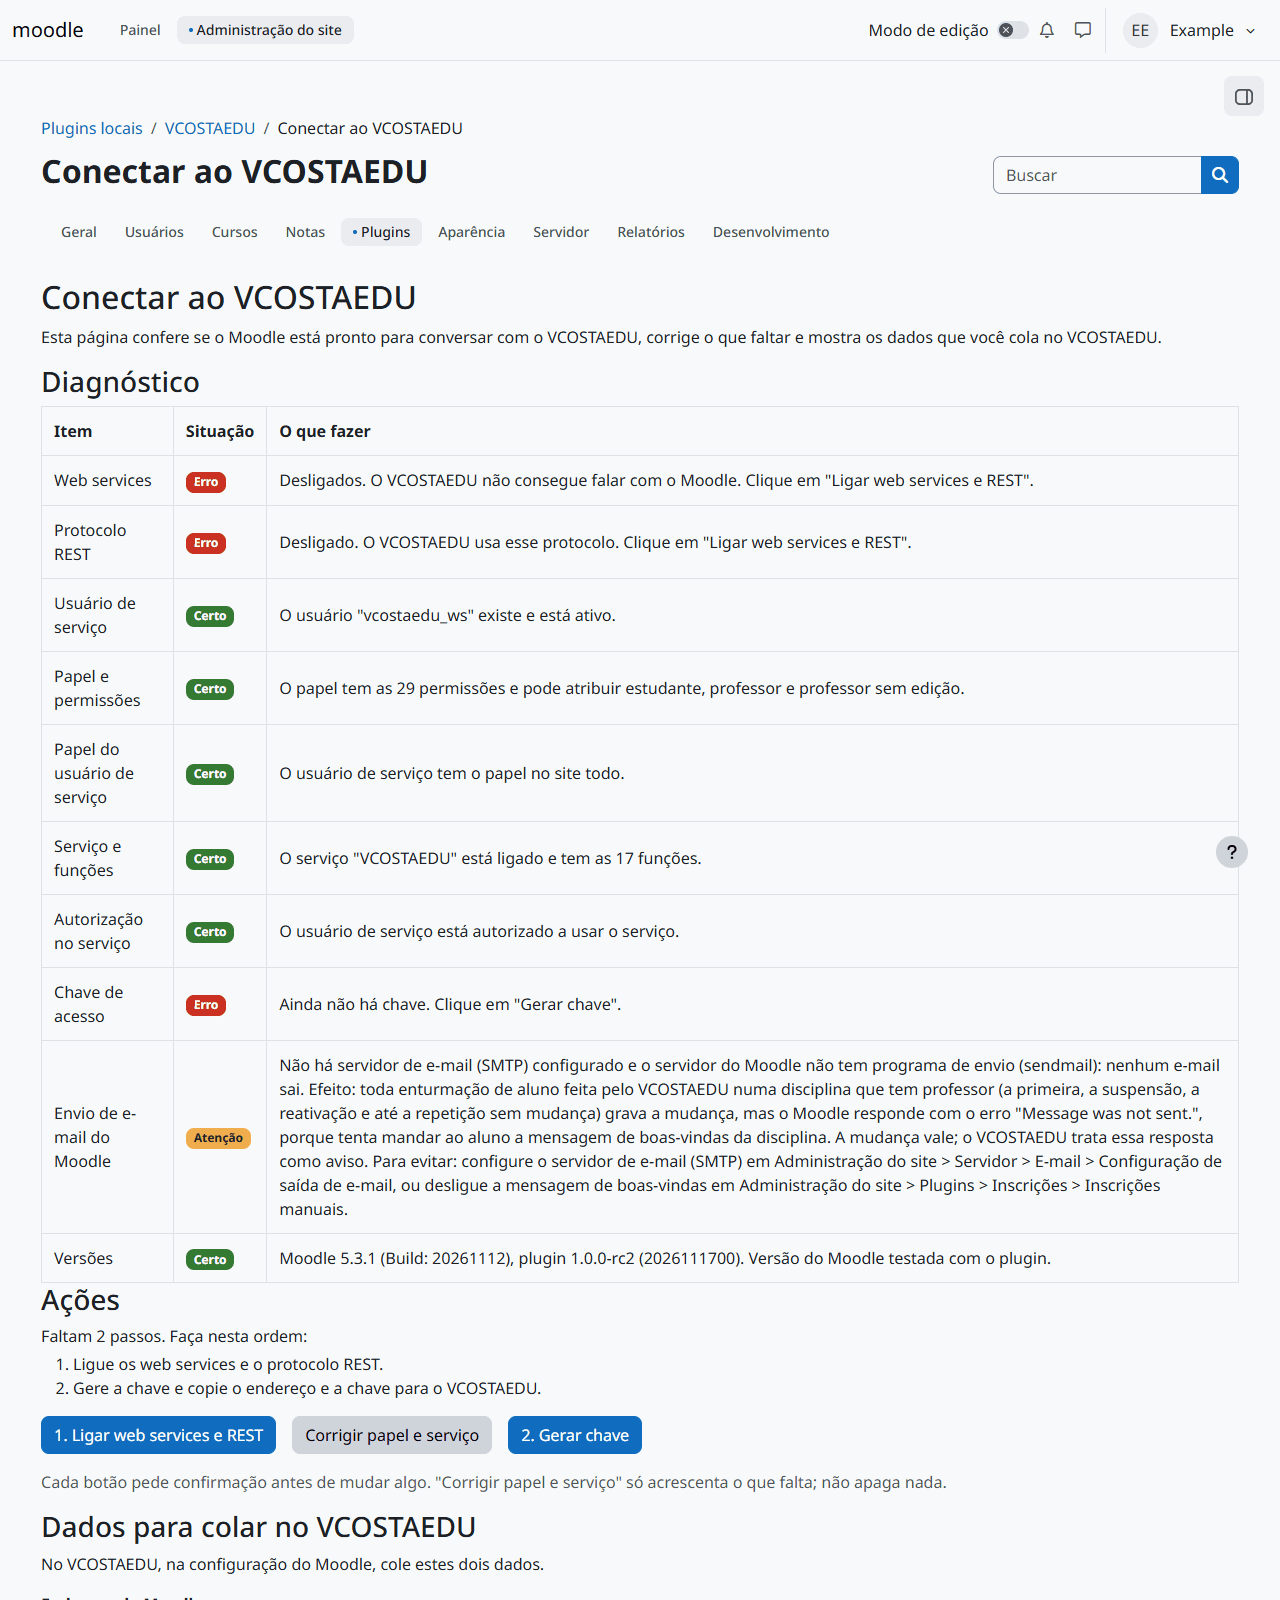 moodle
Painel
Administração do site
Modo de edição
EE
Example
Plugins locais / VCOSTAEDU / Conectar ao VCOSTAEDU
Conectar ao VCOSTAEDU
Buscar
Geral
Usuários
Cursos
Notas
Plugins
Aparência
Servidor
Relatórios
Desenvolvimento
Conectar ao VCOSTAEDU
Esta página confere se o Moodle está pronto para conversar com o VCOSTAEDU, corrige o que faltar e mostra os dados que você cola no VCOSTAEDU.
Diagnóstico
Item
Situação
O que fazer
Web services
Erro
Desligados. O VCOSTAEDU não consegue falar com o Moodle. Clique em "Ligar web services e REST".
Protocolo
REST
Erro
Desligado. O VCOSTAEDU usa esse protocolo. Clique em "Ligar web services e REST".
Usuário de
serviço
Certo
O usuário "vcostaedu_ws" existe e está ativo.
Papel e
permissões
Certo
O papel tem as 29 permissões e pode atribuir estudante, professor e professor sem edição.
Papel do
usuário de
serviço
Certo
O usuário de serviço tem o papel no site todo.
Serviço e
funções
Certo
O serviço "VCOSTAEDU" está ligado e tem as 17 funções.
?
Autorização
no serviço
Certo
O usuário de serviço está autorizado a usar o serviço.
Chave de
acesso
Erro
Ainda não há chave. Clique em "Gerar chave".
Envio de e-
mail do
Moodle
Atenção
Não há servidor de e-mail (SMTP) configurado e o servidor do Moodle não tem programa de envio (sendmail): nenhum e-mail
sai. Efeito: toda enturmação de aluno feita pelo VCOSTAEDU numa disciplina que tem professor (a primeira, a suspensão, a
reativação e até a repetição sem mudança) grava a mudança, mas o Moodle responde com o erro "Message was not sent.",
porque tenta mandar ao aluno a mensagem de boas-vindas da disciplina. A mudança vale; o VCOSTAEDU trata essa resposta
como aviso. Para evitar: configure o servidor de e-mail (SMTP) em Administração do site > Servidor > E-mail > Configuração de
saída de e-mail, ou desligue a mensagem de boas-vindas em Administração do site > Plugins > Inscrições > Inscrições
manuais.
Versões
Certo
Moodle 5.3.1 (Build: 20261112), plugin 1.0.0-rc2 (2026111700). Versão do Moodle testada com o plugin.
Ações
Faltam 2 passos. Faça nesta ordem:
1. Ligue os web services e o protocolo REST.
2. Gere a chave e copie o endereço e a chave para o VCOSTAEDU.
1. Ligar web services e REST
Corrigir papel e serviço
2. Gerar chave
Cada botão pede confirmação antes de mudar algo. "Corrigir papel e serviço" só acrescenta o que falta; não apaga nada.
Dados para colar no VCOSTAEDU
No VCOSTAEDU, na configuração do Moodle, cole estes dois dados.